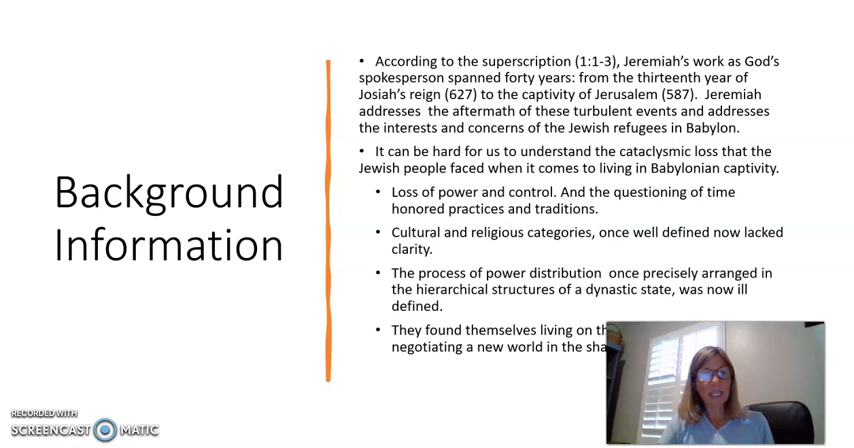 Background
Information
• According to the superscription (1:1-3), Jeremiah's work as God's
spokesperson spanned forty years: from the thirteenth year of
Josiah's reign (627) to the captivity of Jerusalem (587). Jeremiah
addresses the aftermath of these turbulent events and addresses
the interests and concerns of the Jewish refugees in Babylon.
• It can be hard for us to understand the cataclysmic loss that the
Jewish people faced when it comes to living in Babylonian captivity.
• Loss of power and control. And the questioning of time
honored practices and traditions.
• Cultural and religious categories, once well defined now lacked
clarity.
• The process of power distribution once precisely arranged in
the hierarchical structures of a dynastic state, was now ill
defined.
• They found themselves living on
negotiating a new world in the
RECORDED WITH
SCREENCAST MATIC